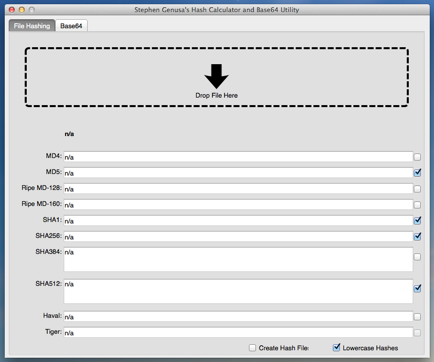 Stephen Genusa's Hash Calculator and Base64 Utility
File Hashing
Base64
Drop File Here
n/a
MD4: n/a
MD5: n/a
Ripe MD-128: n/a
Ripe MD-160: n/a
SHA1: n/a
SHA256: n/a
SHA384: n/a
SHA512: n/a
Haval: n/a
Tiger: n/a
Create Hash File:
Lowercase Hashes